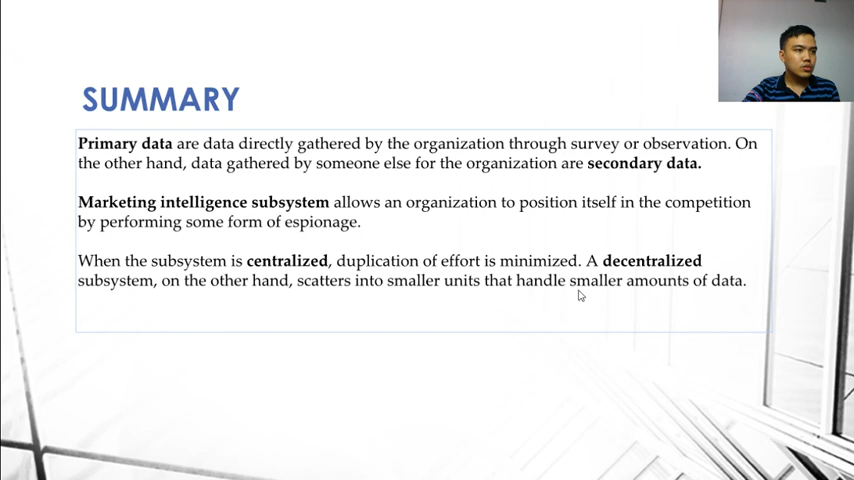 SUMMARY
Primary data are data directly gathered by the organization through survey or observation. On
the other hand, data gathered by someone else for the organization are secondary data.
Marketing intelligence subsystem allows an organization to position itself in the competition
by performing some form of espionage.
When the subsystem is centralized, duplication of effort is minimized. A decentralized
subsystem, on the other hand, scatters into smaller units that handle smaller amounts of data.